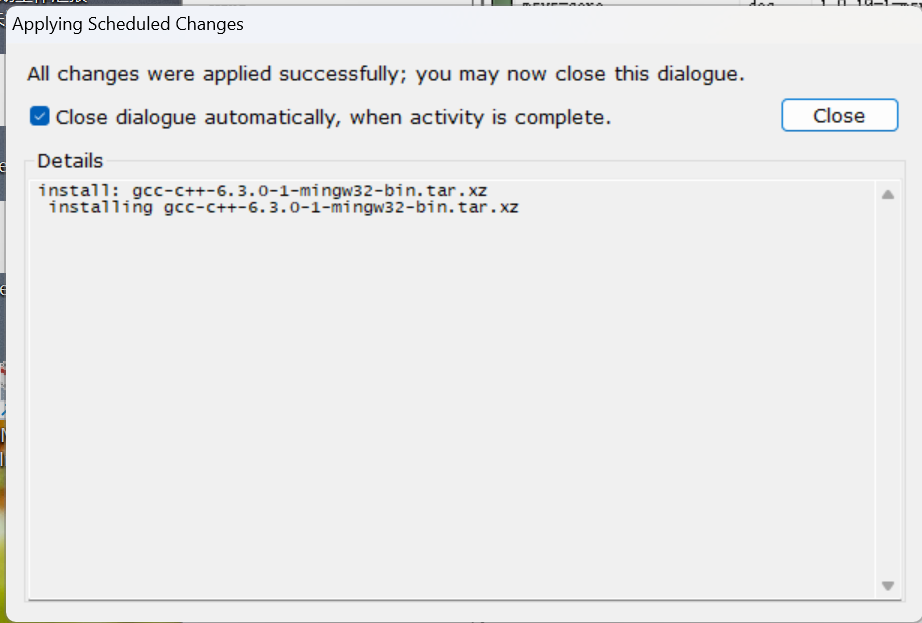 Applying Scheduled Changes
All changes were applied successfully; you may now close this dialogue.
Close dialogue automatically, when activity is complete.
Close
Details
install: gcc-c++-6.3.0-1-mingw32-bin.tar.xz
installing gcc-c++-6.3.0-1-mingw32-bin.tar.xz